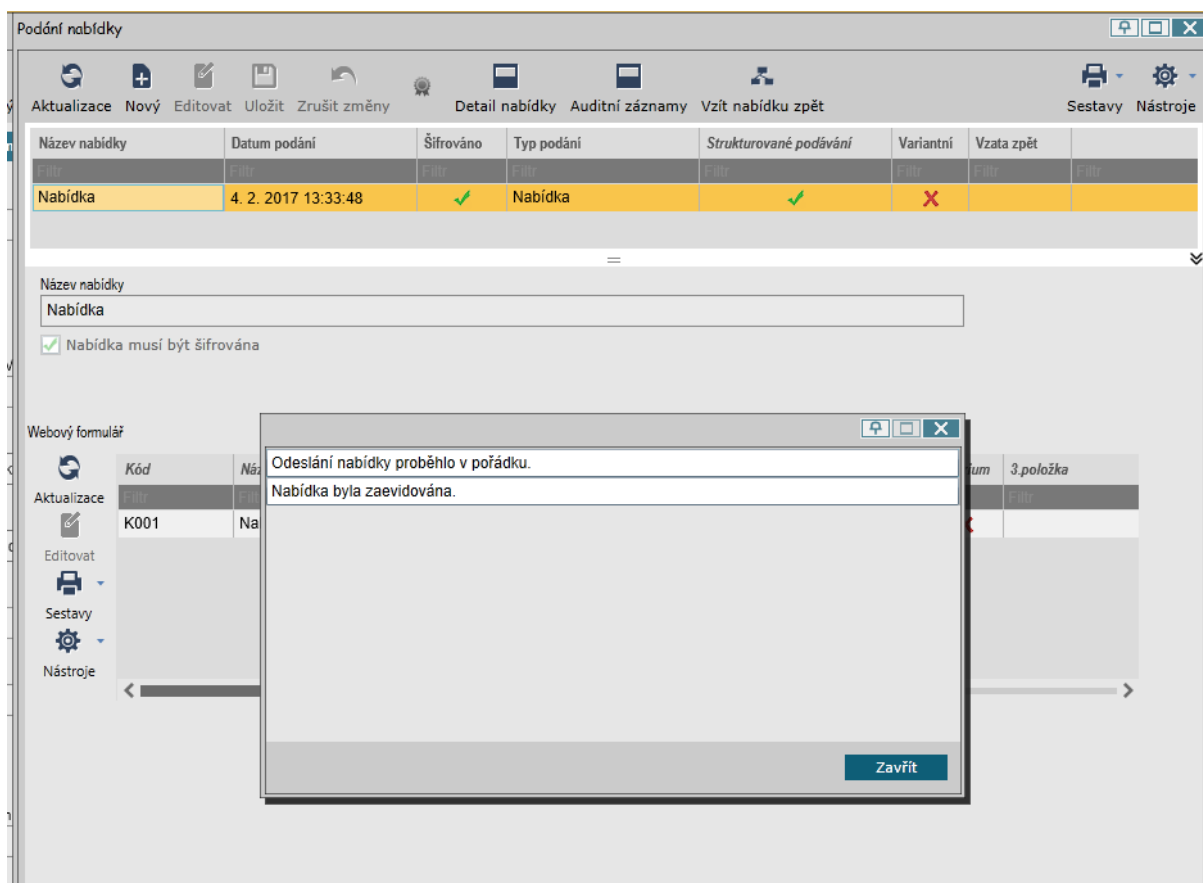 Podání nabídky
Aktualizace Nový Editovat Uložit Zrušit změny Detail nabídky Auditní záznamy Vzít nabídku zpět Sestavy Nástroje
Název nabídky Datum podání Šifrováno Typ podání Strukturované podávání Variantní Vzata zpět
Filtr Filtr Filtr Filtr Filtr Filtr Filtr Filtr
Nabídka 4. 2. 2017 13:33:48 Nabídka
Název nabídky
Nabídka
Nabídka musí být šifrována
Webový formulář
Aktualizace
Editovat
Sestavy
Nástroje
Kód 3.položka
Filtr Filtr
K001
Odeslání nabídky proběhlo v pořádku.
Nabídka byla zaevidována.
Zavřít